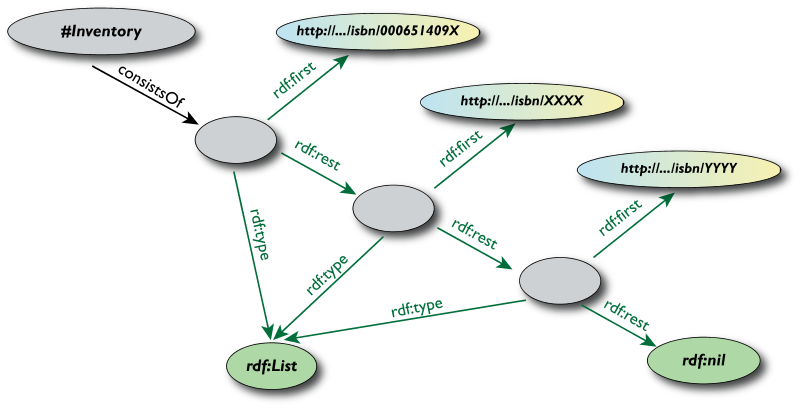 #Inventory
http://.../isbn/000651409X
consistsOf
rdf:first
http://.../isbn/XXXX
rdf:rest
rdf:first
http://.../isbn/YYYY
rdf:type
rdf:rest
rdf:first
rdf:type
rdf:type
rdf:rest
rdf:List
rdf:nil